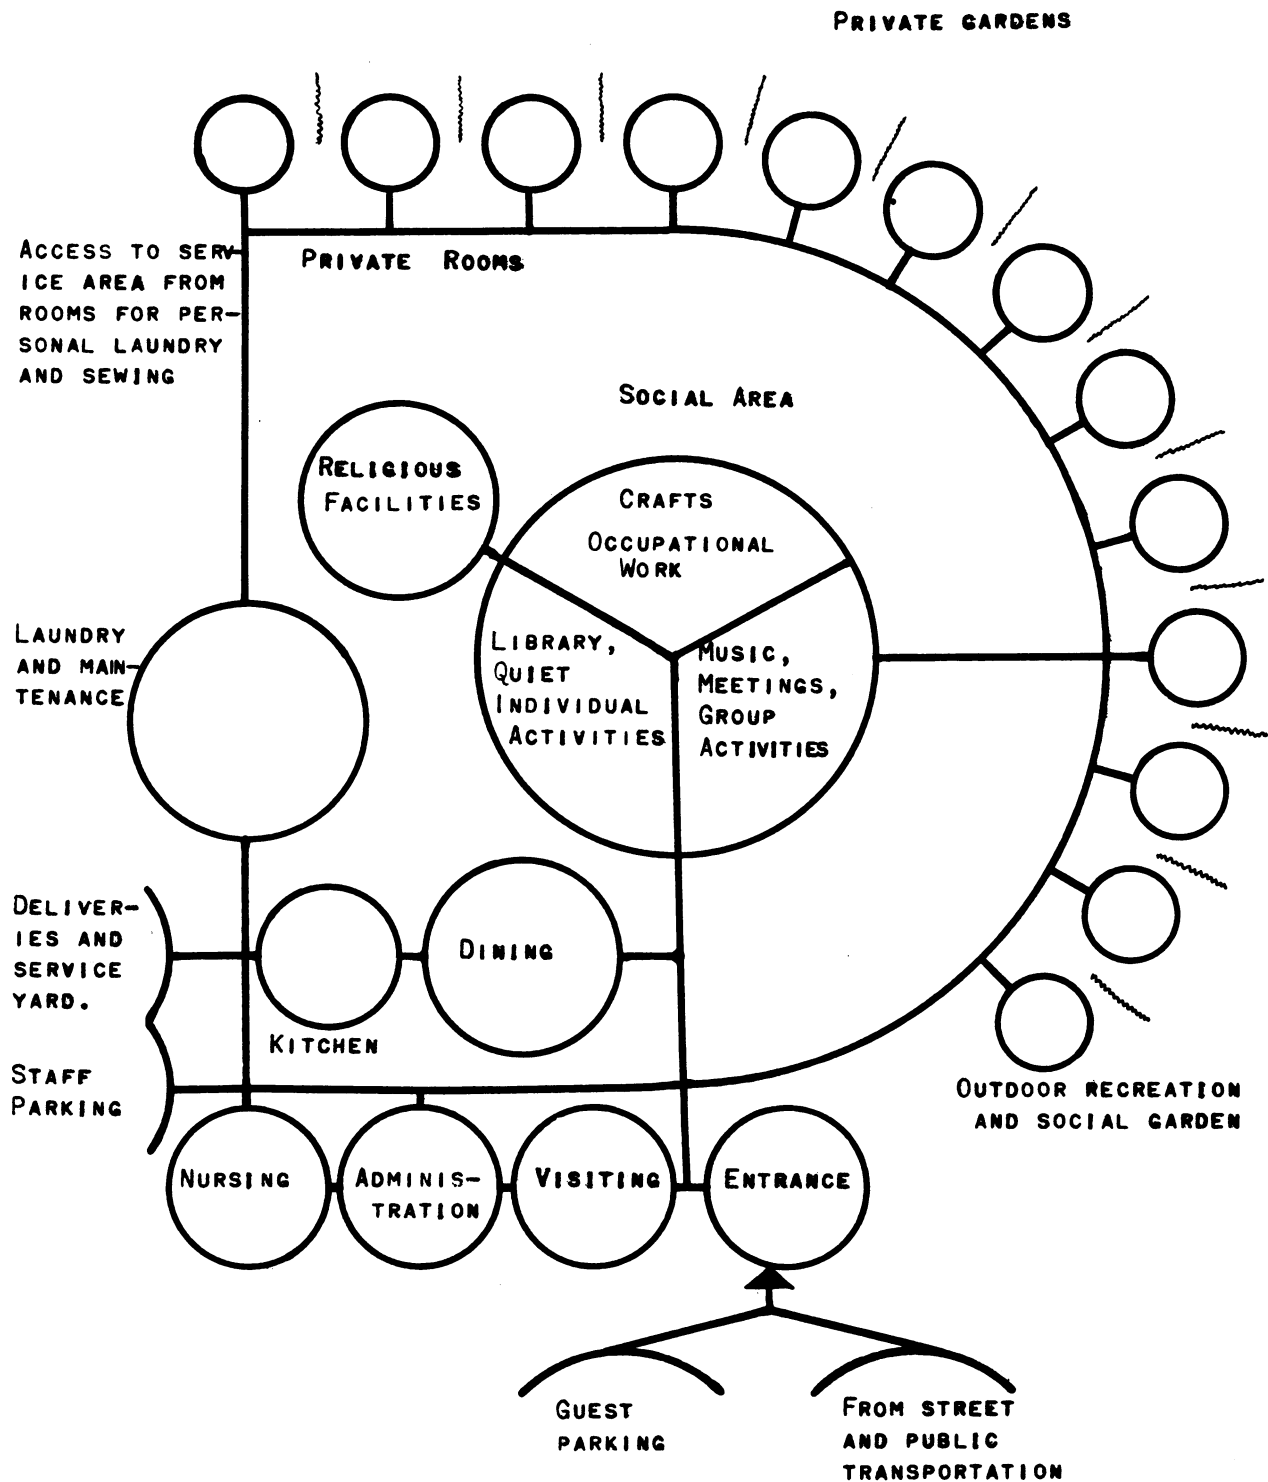 PRIVATE GARDENS
ACCESS TO SERV-
ICE AREA FROM
ROOMS FOR PER-
SONAL LAUNDRY
AND SEWING
PRIVATE ROOMS
SOCIAL AREA
RELIGIOUS
FACILITIES
CRAFTS
OCCUPATIONAL
WORK
LIBRARY,
QUIET
INDIVIDUAL
ACTIVITIES
MUSIC,
MEETINGS,
GROUP
ACTIVITIES
LAUNDRY
AND MAIN-
TENANCE
DELIVER-
IES AND
SERVICE
YARD.
DINING
KITCHEN
STAFF
PARKING
OUTDOOR RECREATION
AND SOCIAL GARDEN
NURSING
ADMINIS-
TRATION
VISITING
ENTRANCE
GUEST
PARKING
FROM STREET
AND PUBLIC
TRANSPORTATION